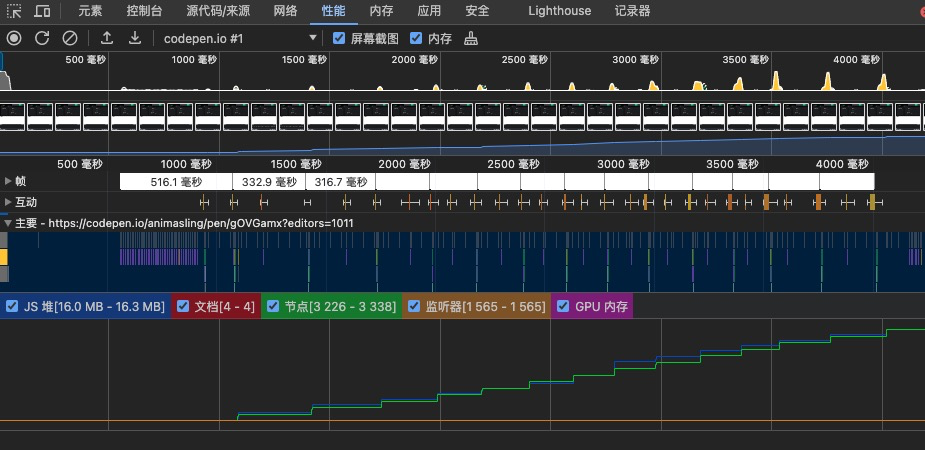 元素 控制台 源代码/来源 网络 性能 内存 应用 安全 Lighthouse 记录器
codepen.io #1 屏幕截图 内存
500 毫秒 1000 毫秒 1500 毫秒 2000 毫秒 2500 毫秒 3000 毫秒 3500 毫秒 4000 毫秒
500 毫秒 1000 毫秒 1500 毫秒 2000 毫秒 2500 毫秒 3000 毫秒 3500 毫秒 4000 毫秒
帧 516.1 毫秒 332.9 毫秒 316.7 毫秒
互动
主要 - https://codepen.io/animasling/pen/gOVGamx?editors=1011
JS 堆[16.0 MB - 16.3 MB] 文档[4 - 4] 节点[3 226 - 3 338] 监听器[1 565 - 1 565] GPU 内存